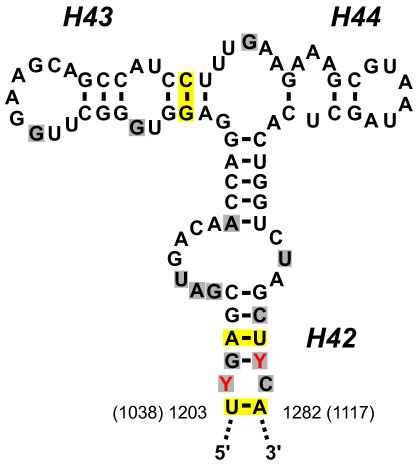 H43 H44
A G C A G C C A U C C U U U G A A G A A A G C G U A
A A G U U C G G G U G G A G A C U C G A U A
G C
A U
C G
C G
A C A A U
G C U
U A G C G A
G C
A U
H42
G Y
Y C
(1038) 1203 U A 1282 (1117)
5' 3'